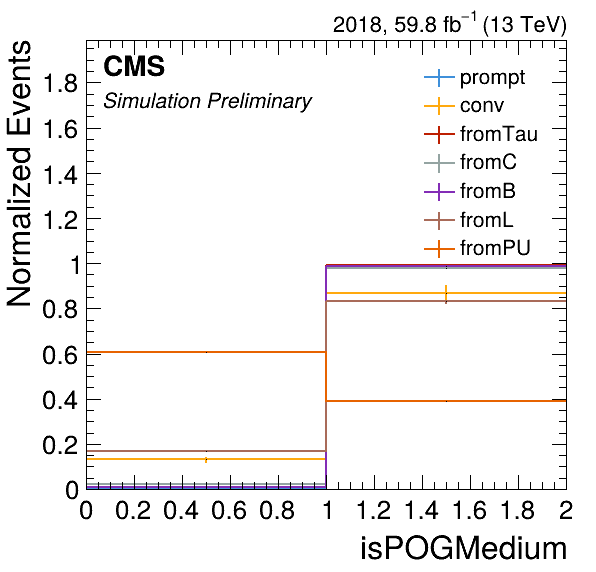 2018, 59.8 fb⁻¹ (13 TeV)
CMS
Simulation Preliminary
prompt
conv
fromTau
fromC
fromB
fromL
fromPU
Normalized Events
1.8
1.6
1.4
1.2
1
0.8
0.6
0.4
0.2
0
0 0.2 0.4 0.6 0.8 1 1.2 1.4 1.6 1.8 2
isPOGMedium